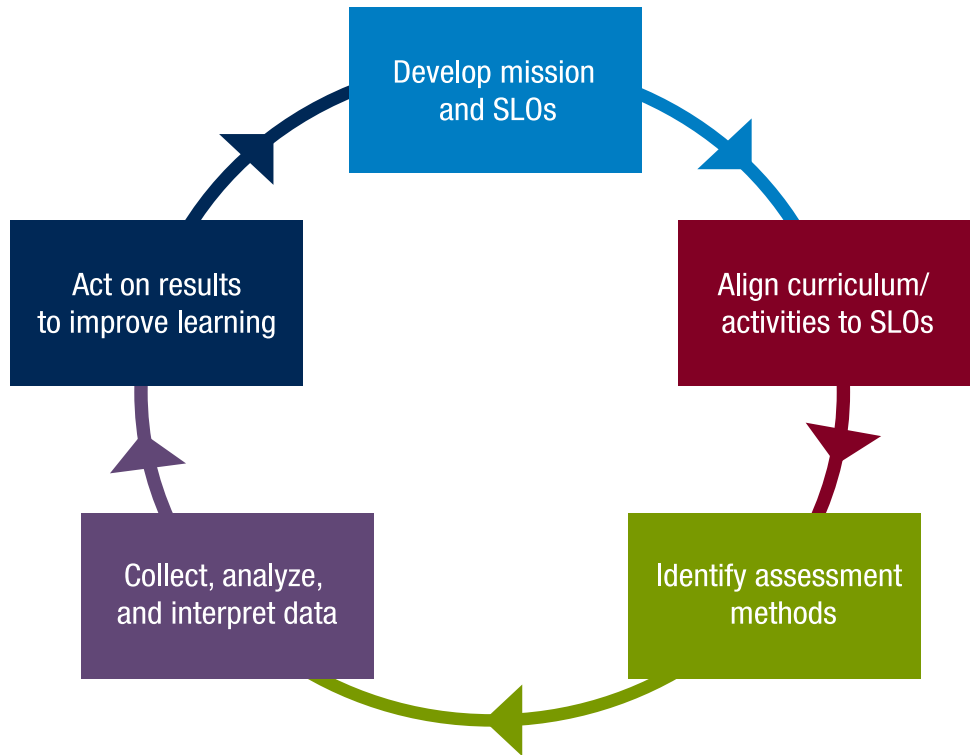 Develop mission
and SLOs
Align curriculum/
activities to SLOs
Identify assessment
methods
Collect, analyze,
and interpret data
Act on results
to improve learning